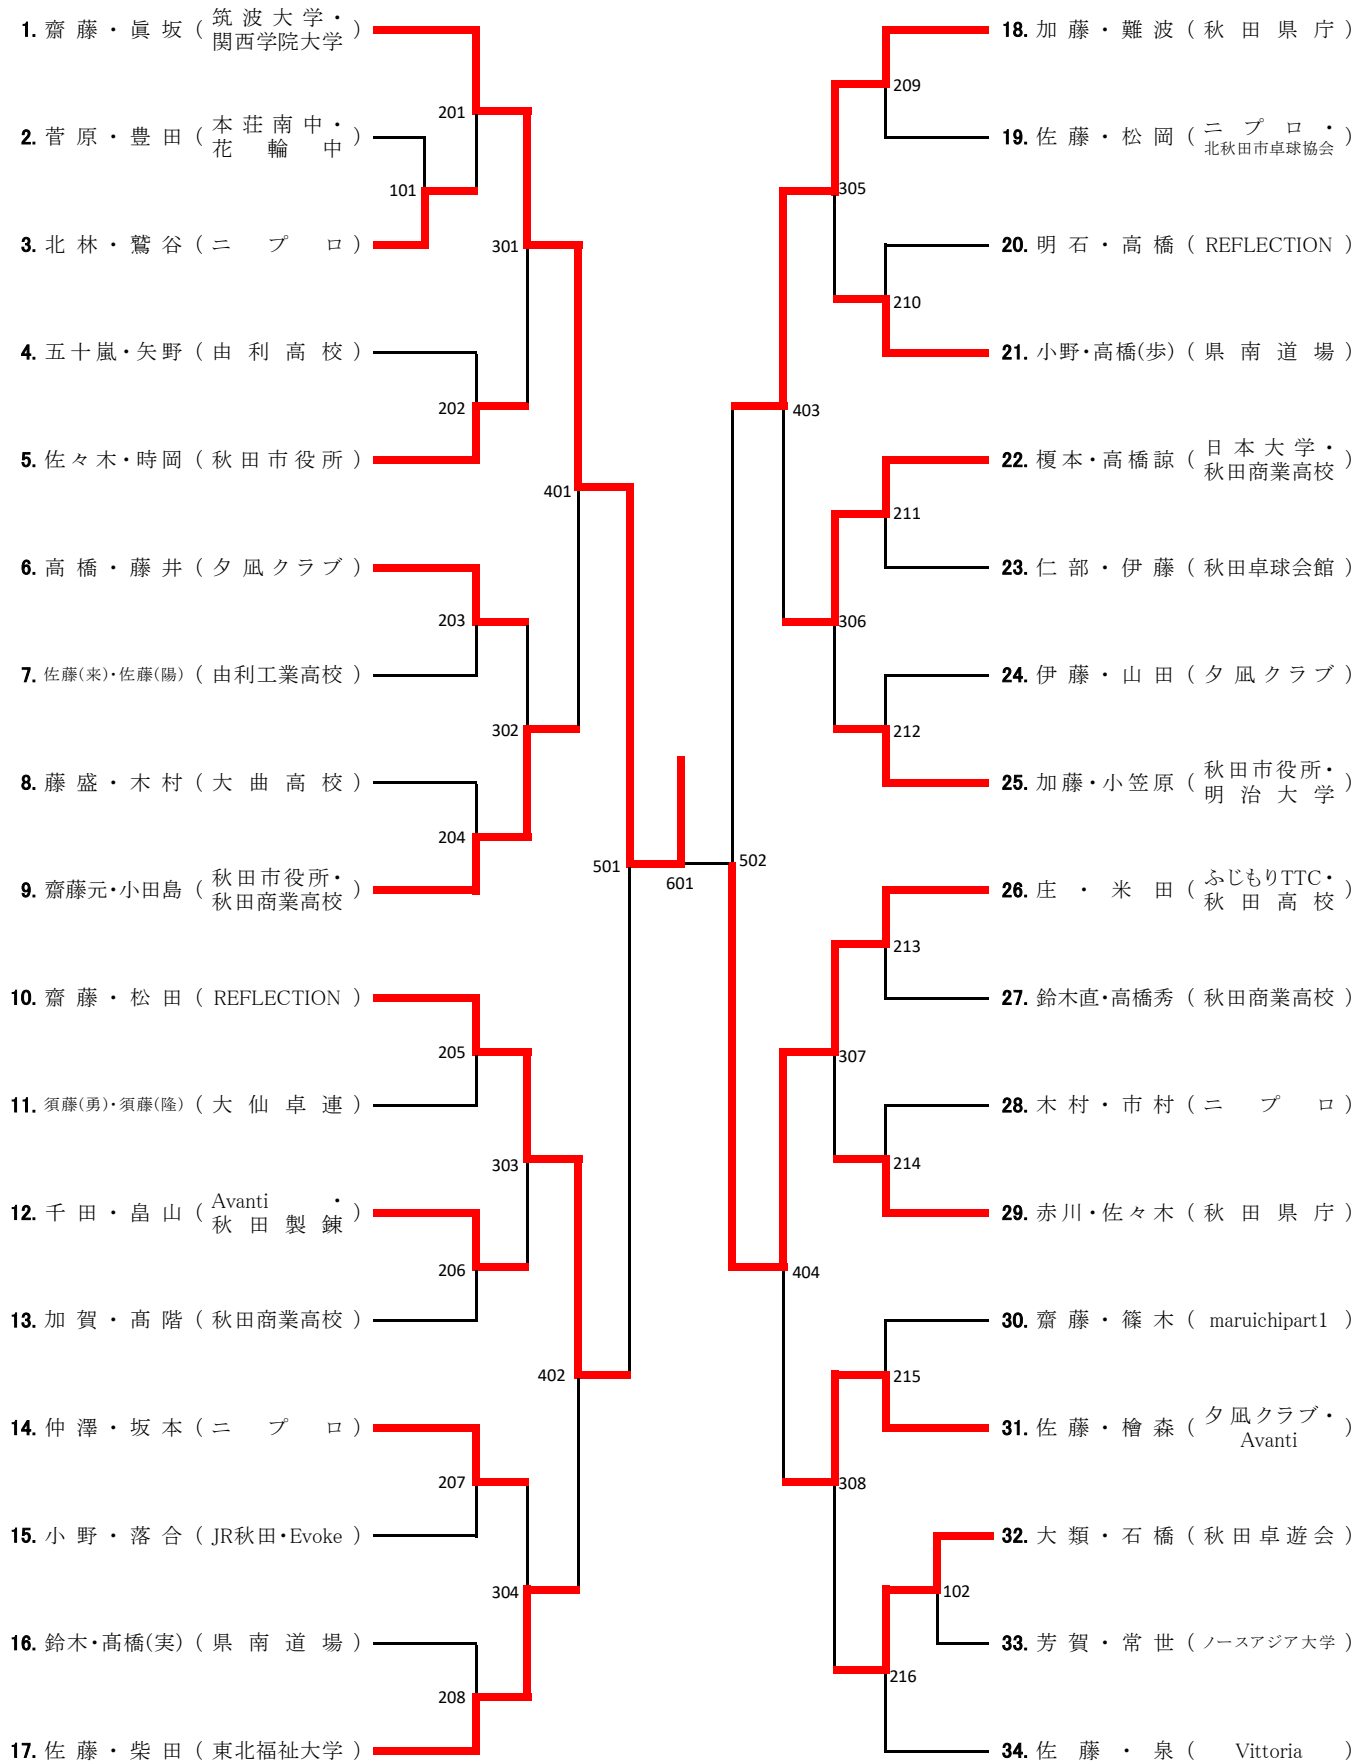 1. 齋藤・眞坂 (筑波大学・関西学院大学)
2. 菅原・豊田 (本荘南中・花輪中)
3. 北林・鷲谷 (ニプロ)
4. 五十嵐・矢野 (由利高校)
5. 佐々木・時岡 (秋田市役所)
6. 高橋・藤井 (夕凪クラブ)
7. 佐藤(来)・佐藤(陽) (由利工業高校)
8. 藤盛・木村 (大曲高校)
9. 齋藤元・小田島 (秋田市役所・秋田商業高校)
10. 齋藤・松田 (REFLECTION)
11. 須藤(勇)・須藤(隆) (大仙卓連)
12. 千田・畠山 (Avanti・秋田製錬)
13. 加賀・髙階 (秋田商業高校)
14. 仲澤・坂本 (ニプロ)
15. 小野・落合 (JR秋田・Evoke)
16. 鈴木・髙橋(実) (県南道場)
17. 佐藤・柴田 (東北福祉大学)
101
201
202
203
204
205
206
207
208
301
302
303
304
401
402
501
601
502
403
404
305
306
307
308
209
210
211
212
213
214
215
102
216
18. 加藤・難波 (秋田県庁)
19. 佐藤・松岡 (ニプロ・北秋田市卓球協会)
20. 明石・高橋 (REFLECTION)
21. 小野・高橋(歩) (県南道場)
22. 榎本・高橋諒 (日本大学・秋田商業高校)
23. 仁部・伊藤 (秋田卓球会館)
24. 伊藤・山田 (夕凪クラブ)
25. 加藤・小笠原 (秋田市役所・明治大学)
26. 庄・米田 (ふじもりTTC・秋田高校)
27. 鈴木直・高橋秀 (秋田商業高校)
28. 木村・市村 (ニプロ)
29. 赤川・佐々木 (秋田県庁)
30. 齋藤・篠木 (maruichipart1)
31. 佐藤・檜森 (夕凪クラブ・Avanti)
32. 大類・石橋 (秋田卓遊会)
33. 芳賀・常世 (ノースアジア大学)
34. 佐藤・泉 (Vittoria)